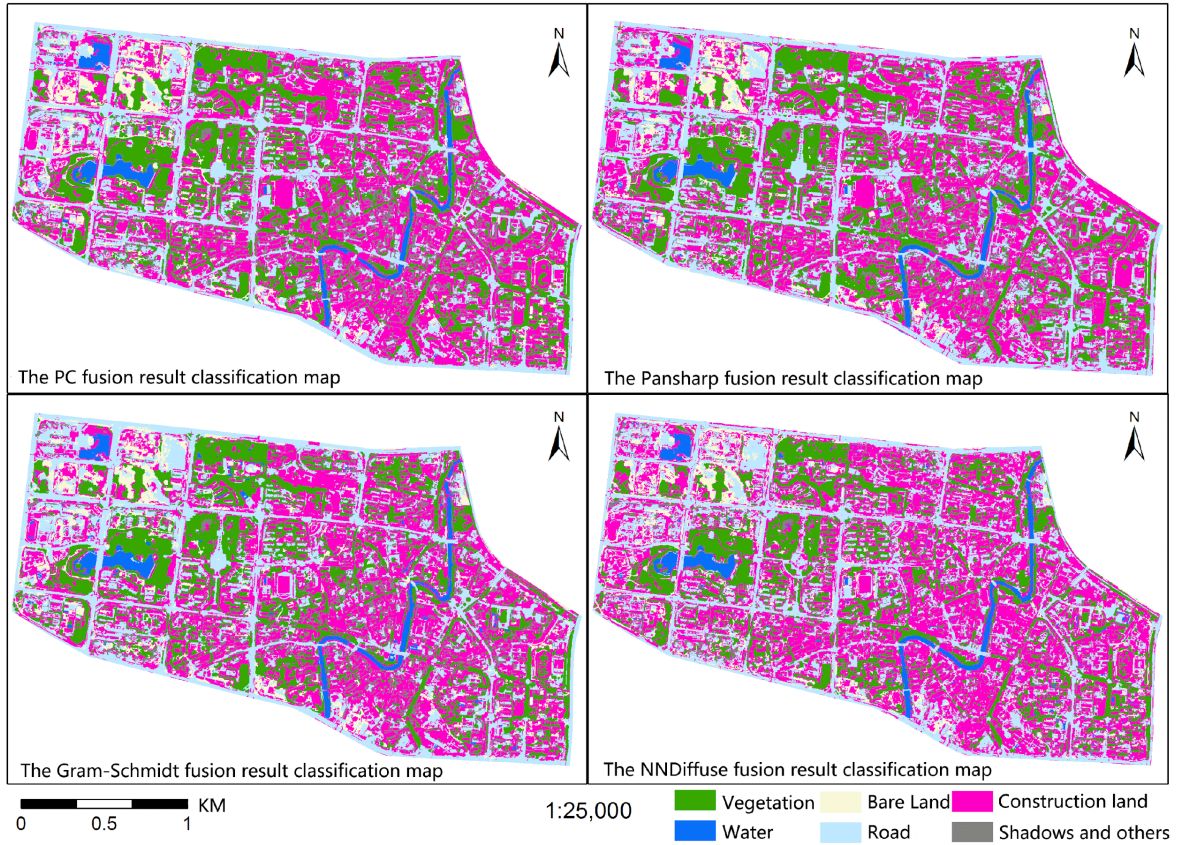 N
N
The PC fusion result classification map
The Pansharp fusion result classification map
N
N
The Gram-Schmidt fusion result classification map
The NNDiffuse fusion result classification map
KM
0 0.5 1
1:25,000
Vegetation Bare Land Construction land
Water Road Shadows and others